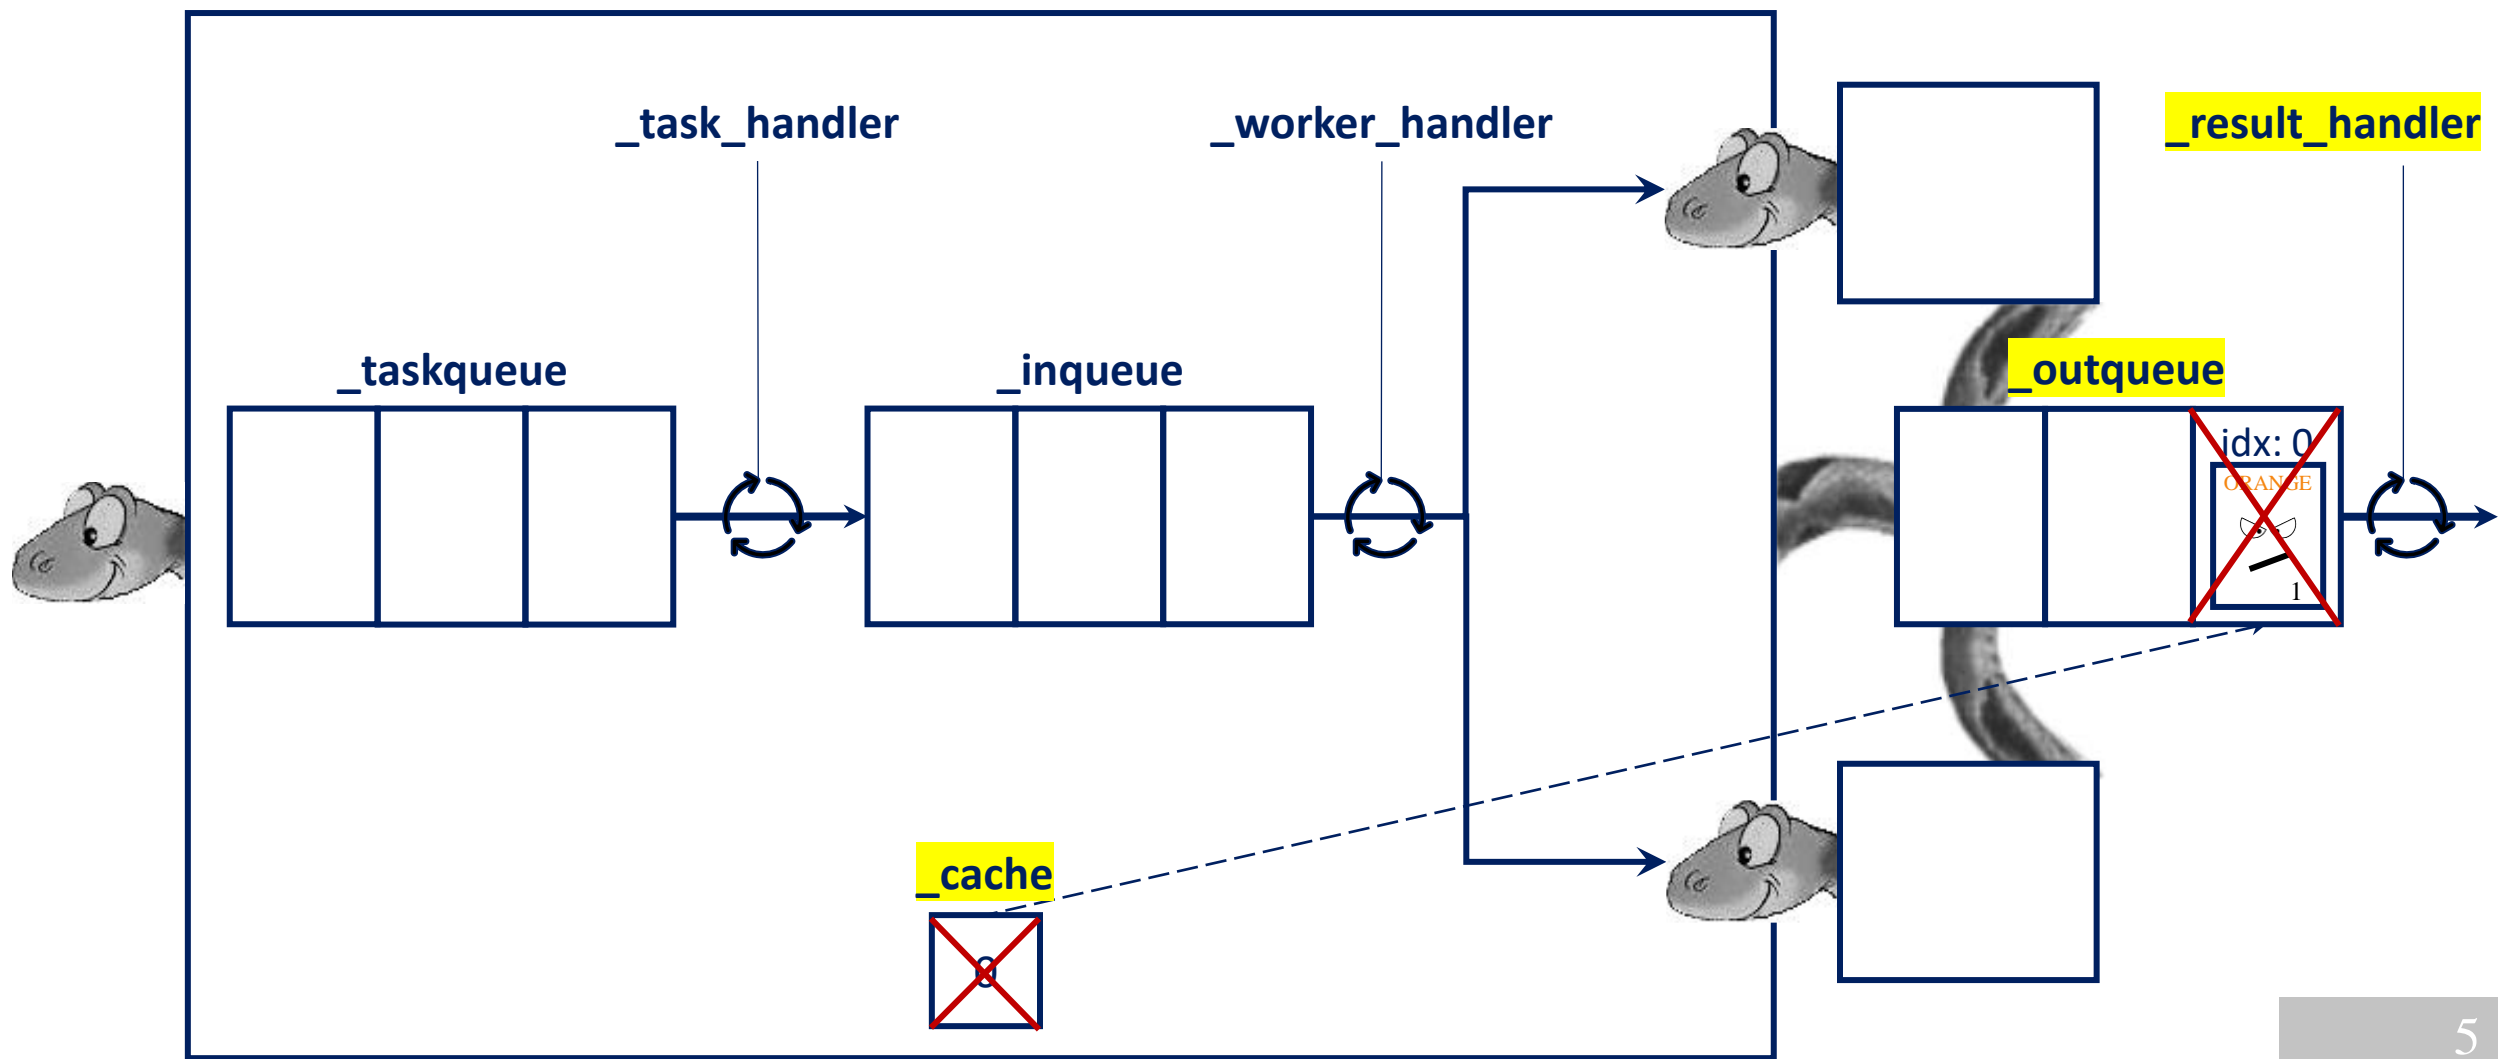 _task_handler
_worker_handler
_result_handler
_taskqueue
_inqueue
_outqueue
idx: 0
ORANGE
1
_cache
0
5